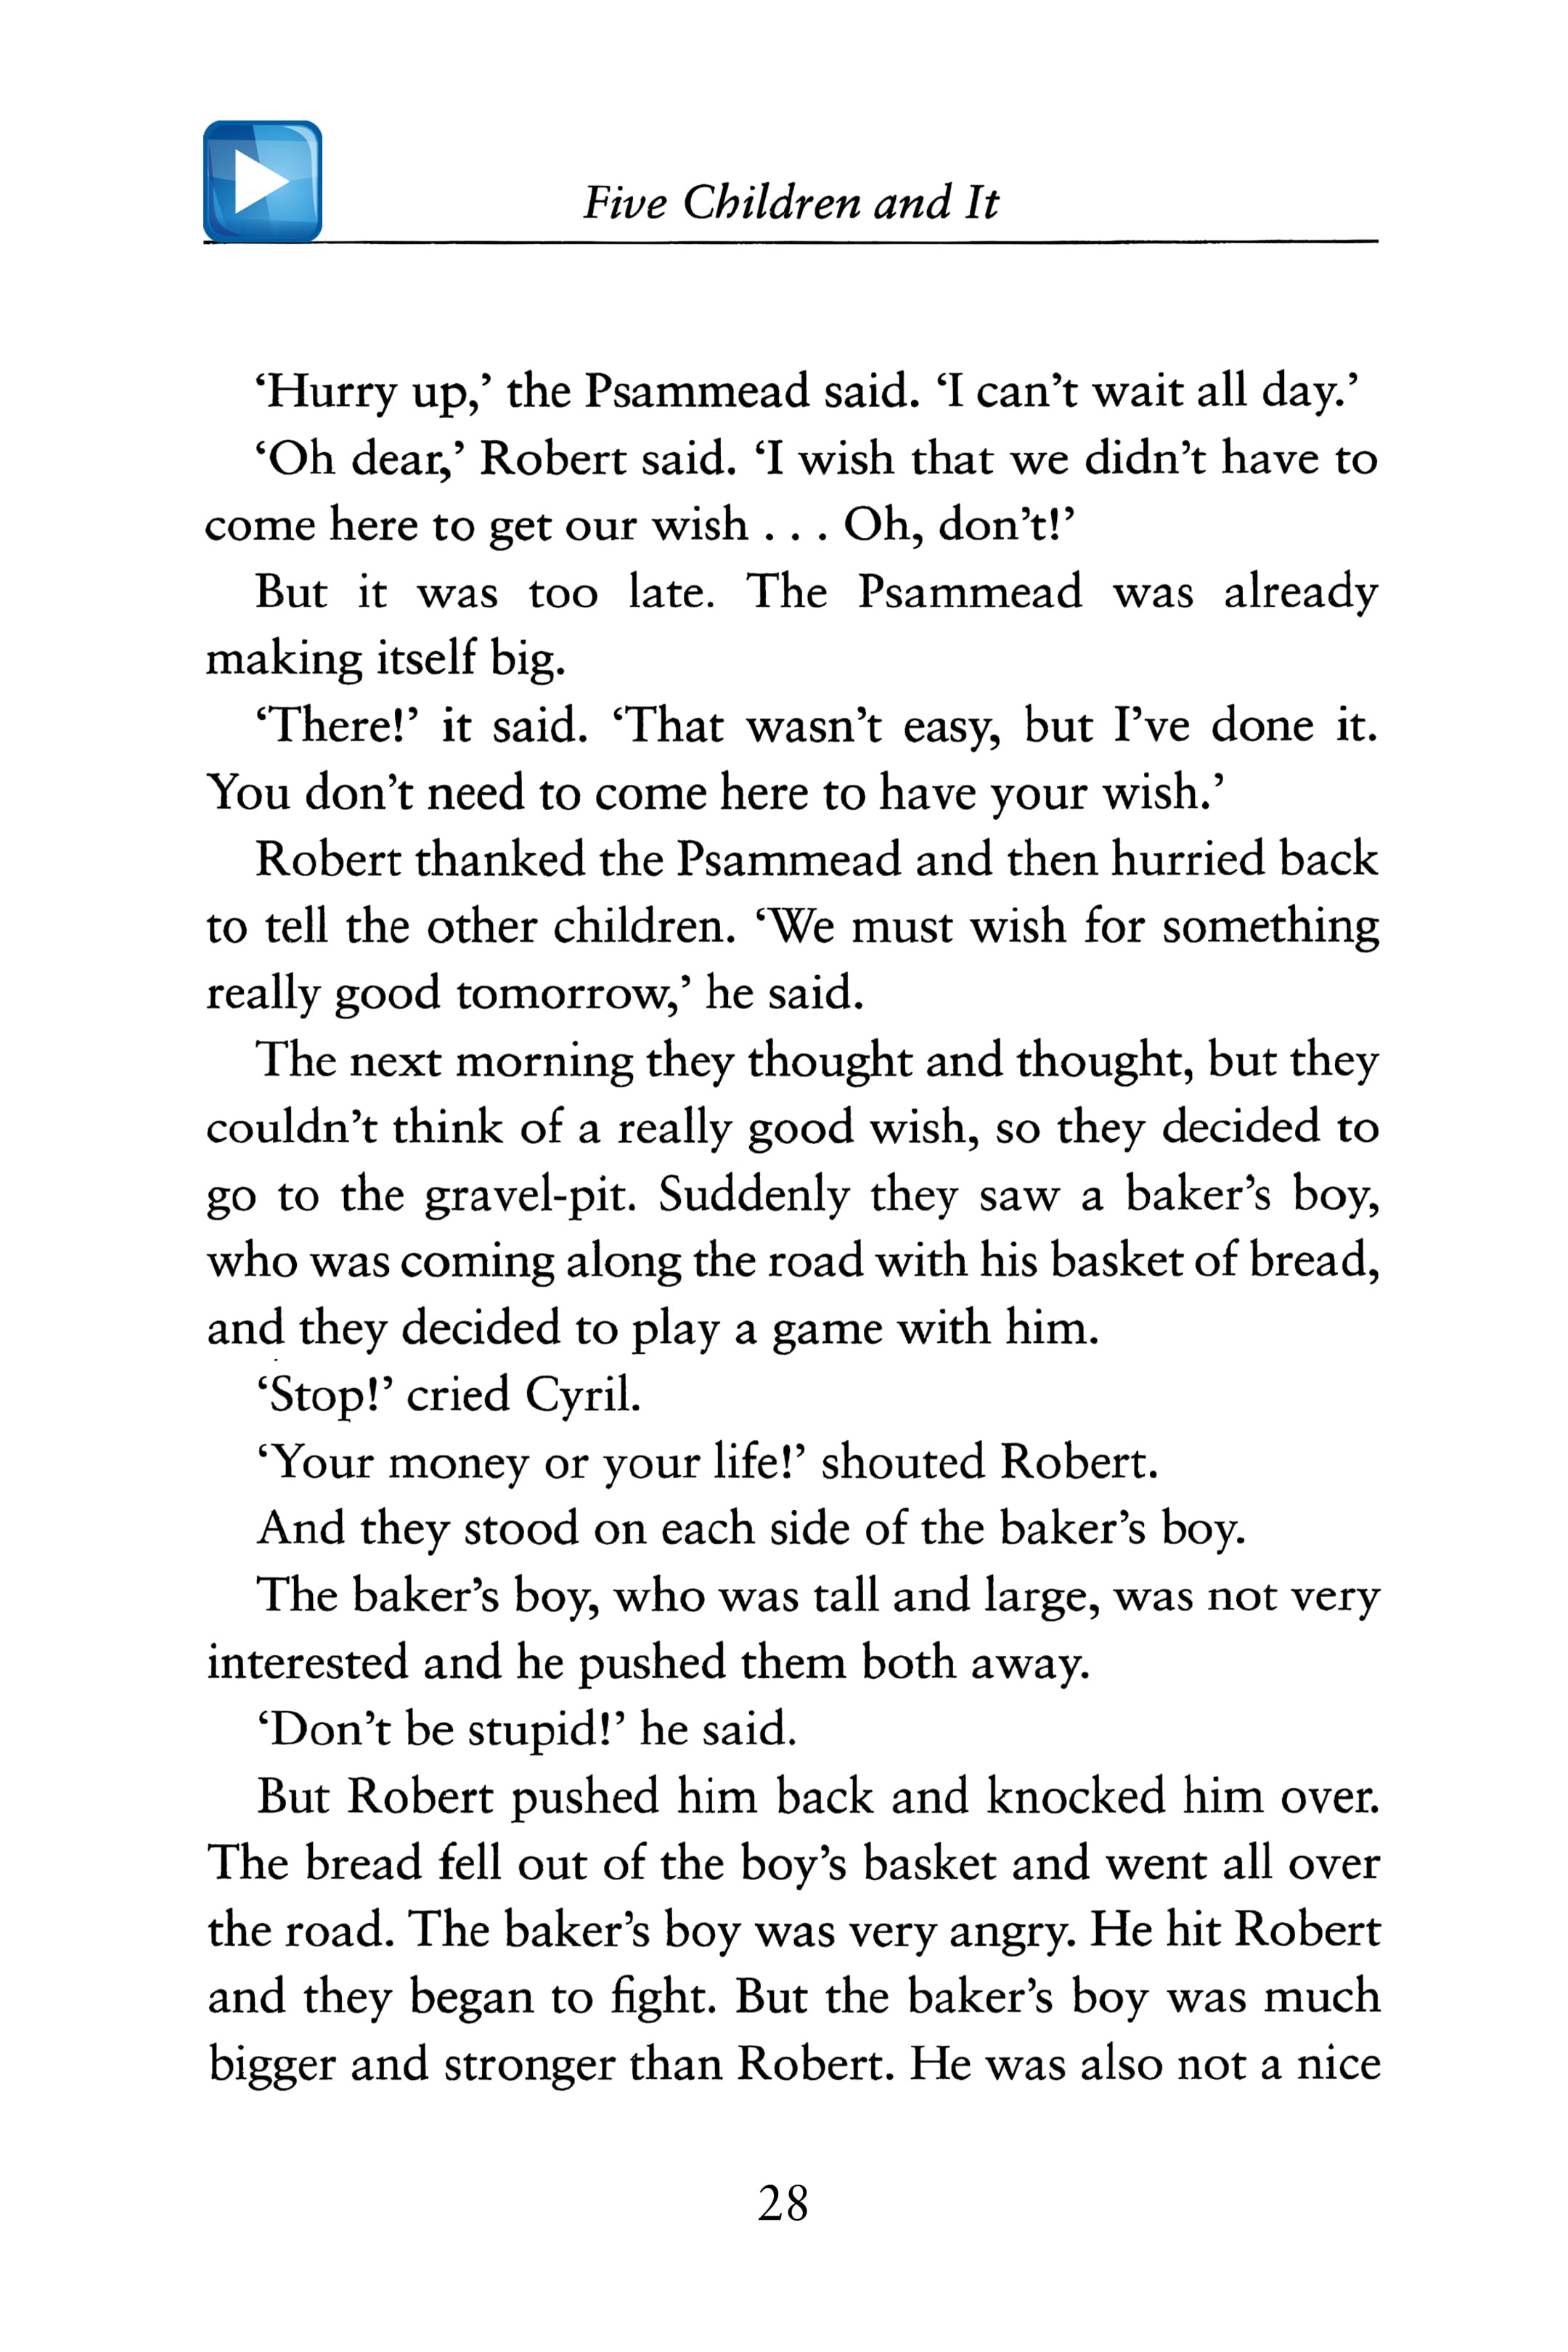 Five Children and It
‘Hurry up,’ the Psammead said. ‘I can’t wait all day.’
‘Oh dear,’ Robert said. ‘I wish that we didn’t have to
come here to get our wish . . . Oh, don’t!’
But it was too late. The Psammead was already
making itself big.
‘There!’ it said. ‘That wasn’t easy, but I’ve done it.
You don’t need to come here to have your wish.’
Robert thanked the Psammead and then hurried back
to tell the other children. ‘We must wish for something
really good tomorrow,’ he said.
The next morning they thought and thought, but they
couldn’t think of a really good wish, so they decided to
go to the gravel-pit. Suddenly they saw a baker’s boy,
who was coming along the road with his basket of bread,
and they decided to play a game with him.
‘Stop!’ cried Cyril.
‘Your money or your life!’ shouted Robert.
And they stood on each side of the baker’s boy.
The baker’s boy, who was tall and large, was not very
interested and he pushed them both away.
‘Don’t be stupid!’ he said.
But Robert pushed him back and knocked him over.
The bread fell out of the boy’s basket and went all over
the road. The baker’s boy was very angry. He hit Robert
and they began to fight. But the baker’s boy was much
bigger and stronger than Robert. He was also not a nice
28